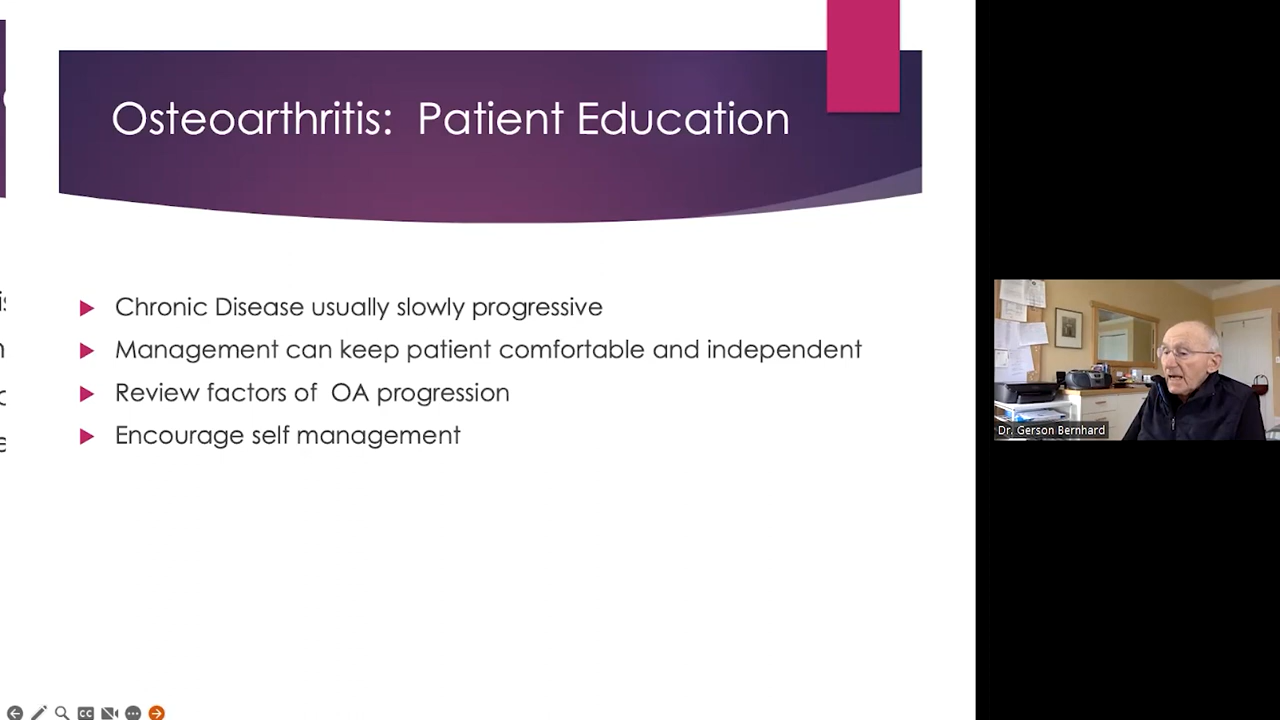 Osteoarthritis:  Patient Education
Chronic Disease usually slowly progressive
Management can keep patient comfortable and independent
Review factors of  OA progression
Encourage self management
Dr. Gerson Bernhard
CC